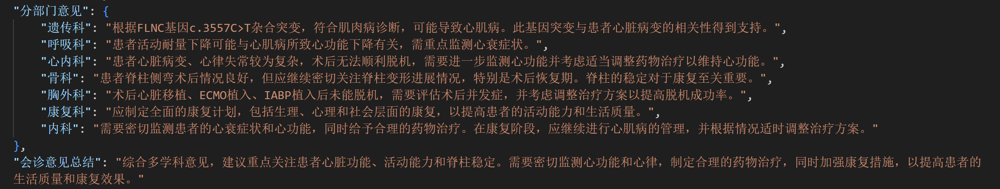 "分部门意见": {
"遗传科": "根据FLNC基因c.3557C>T杂合突变，符合肌肉病诊断，可能导致心肌病。此基因突变与患者心脏病变的相关性得到支持。",
"呼吸科": "患者活动耐量下降可能与心肌病所致心功能下降有关，需重点监测心衰症状。",
"心内科": "患者心脏病变、心律失常较为复杂，术后无法顺利脱机，需要进一步监测心功能并考虑适当调整药物治疗以维持心功能。",
"骨科": "患者脊柱侧弯术后情况良好，但应继续密切关注脊柱变形进展情况，特别是术后恢复期。脊柱的稳定对于康复至关重要。",
"胸外科": "术后心脏移植、ECMO植入、IABP植入后未能脱机，需要评估术后并发症，并考虑调整治疗方案以提高脱机成功率。",
"康复科": "应制定全面的康复计划，包括生理、心理和社会层面的康复，以提高患者的活动能力和生活质量。",
"内科": "需要密切监测患者的心衰症状和心功能，同时给予合理的药物治疗。在康复阶段，应继续进行心肌病的管理，并根据情况适时调整治疗方案。"
},
"会诊意见总结": "综合多学科意见，建议重点关注患者心脏功能、活动能力和脊柱稳定。需要密切监测心功能和心律，制定合理的药物治疗，同时加强康复措施，以提高患者的
生活质量和康复效果。"